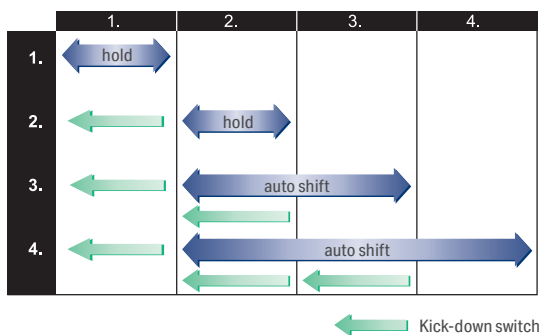 1. 2. 3. 4.
1. hold
2. hold
3. auto shift
4. auto shift
Kick-down switch